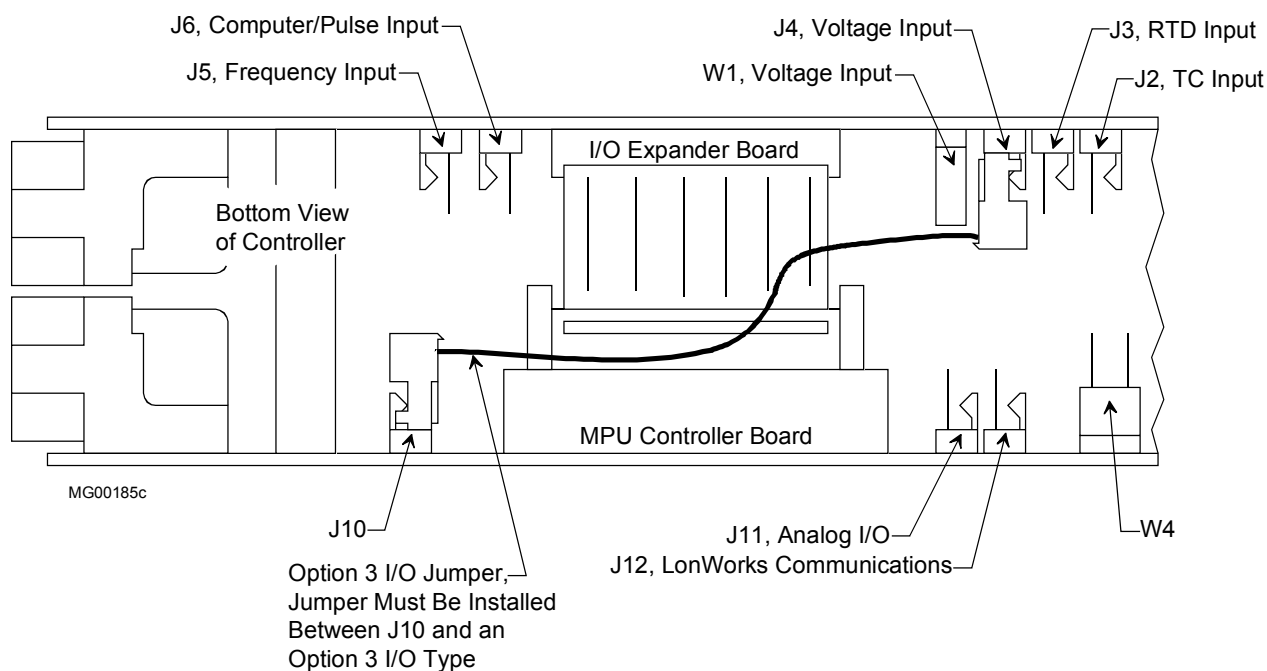 J6, Computer/Pulse Input
J5, Frequency Input
J4, Voltage Input
W1, Voltage Input
J3, RTD Input
J2, TC Input
I/O Expander Board
Bottom View
of Controller
MPU Controller Board
MG00185c
J10
Option 3 I/O Jumper,
Jumper Must Be Installed
Between J10 and an
Option 3 I/O Type
J11, Analog I/O
J12, LonWorks Communications
W4